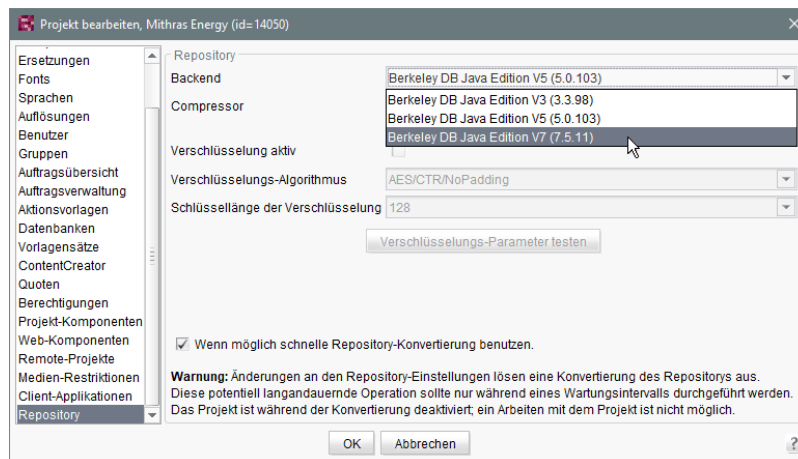 Projekt bearbeiten, Mithras Energy (id=14050)
Ersetzungen
Fonts
Sprachen
Auflösungen
Benutzer
Gruppen
Auftragsübersicht
Auftragsverwaltung
Aktionsvorlagen
Datenbanken
Vorlagensätze
ContentCreator
Quoten
Berechtigungen
Projekt-Komponenten
Web-Komponenten
Remote-Projekte
Medien-Restriktionen
Client-Applikationen
Repository
Repository
Backend
Berkeley DB Java Edition V5 (5.0.103)
Berkeley DB Java Edition V3 (3.3.98)
Compressor
Berkeley DB Java Edition V5 (5.0.103)
Berkeley DB Java Edition V7 (7.5.11)
Verschlüsselung aktiv
Verschlüsselungs-Algorithmus
AES/CTR/NoPadding
Schlüssellänge der Verschlüsselung
128
Verschlüsselungs-Parameter testen
Wenn möglich schnelle Repository-Konvertierung benutzen.
Warnung: Änderungen an den Repository-Einstellungen lösen eine Konvertierung des Repositorys aus.
Diese potentiell langandauernde Operation sollte nur während eines Wartungsintervalls durchgeführt werden.
Das Projekt ist während der Konvertierung deaktiviert; ein Arbeiten mit dem Projekt ist nicht möglich.
OK
Abbrechen
?